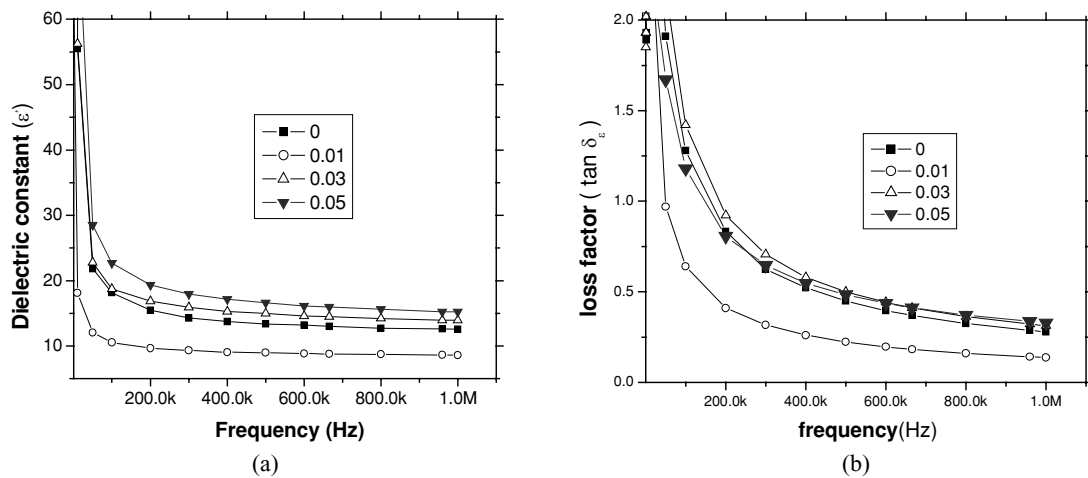 60
50
40
30
20
10
Dielectric constant (ε')
0
0.01
0.03
0.05
200.0k 400.0k 600.0k 800.0k 1.0M
Frequency (Hz)
(a)
2.0
1.5
1.0
0.5
0.0
loss factor ( tan δε )
0
0.01
0.03
0.05
200.0k 400.0k 600.0k 800.0k 1.0M
frequency(Hz)
(b)